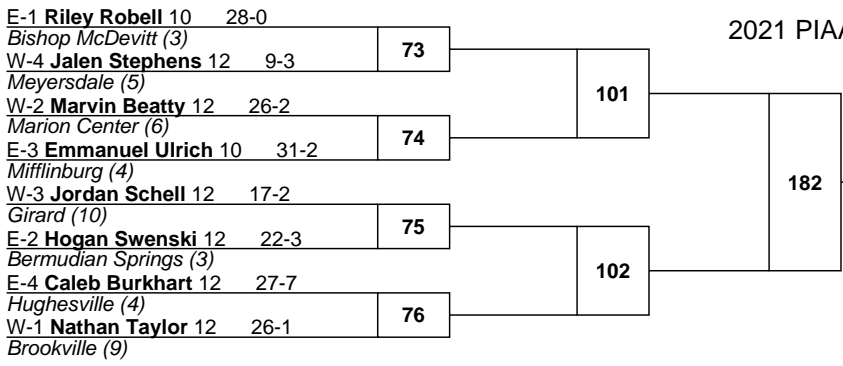 E-1 Riley Robell 10 28-0
2021 PIAA
Bishop McDevitt (3)
73
W-4 Jalen Stephens 12 9-3
Meyersdale (5)
101
W-2 Marvin Beatty 12 26-2
Marion Center (6)
74
E-3 Emmanuel Ulrich 10 31-2
Mifflinburg (4)
182
W-3 Jordan Schell 12 17-2
Girard (10)
75
E-2 Hogan Swenski 12 22-3
Bermudian Springs (3)
102
E-4 Caleb Burkhart 12 27-7
Hughesville (4)
76
W-1 Nathan Taylor 12 26-1
Brookville (9)